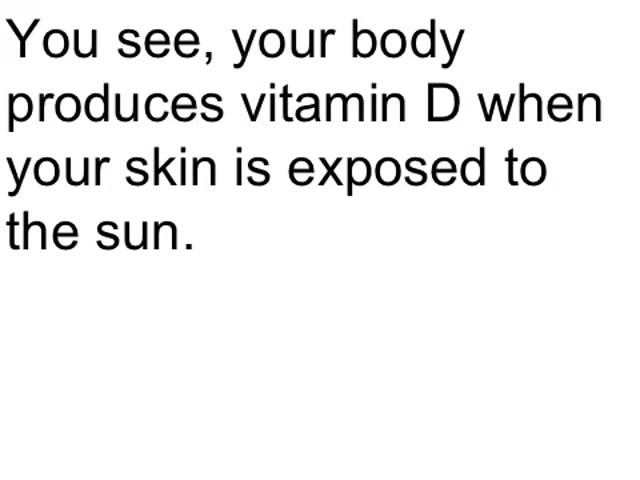 You see, your body
produces vitamin D when
your skin is exposed to
the sun.